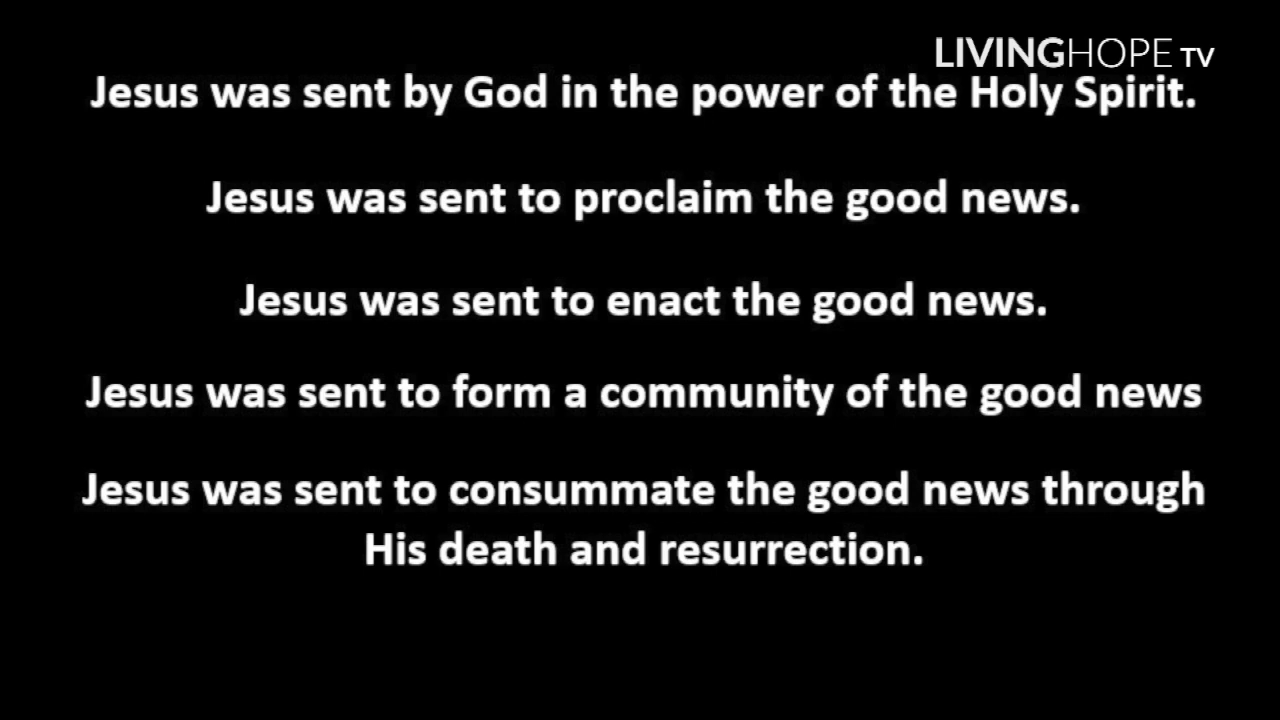 LIVINGHOPE TV
Jesus was sent by God in the power of the Holy Spirit.
Jesus was sent to proclaim the good news.
Jesus was sent to enact the good news.
Jesus was sent to form a community of the good news
Jesus was sent to consummate the good news through
His death and resurrection.